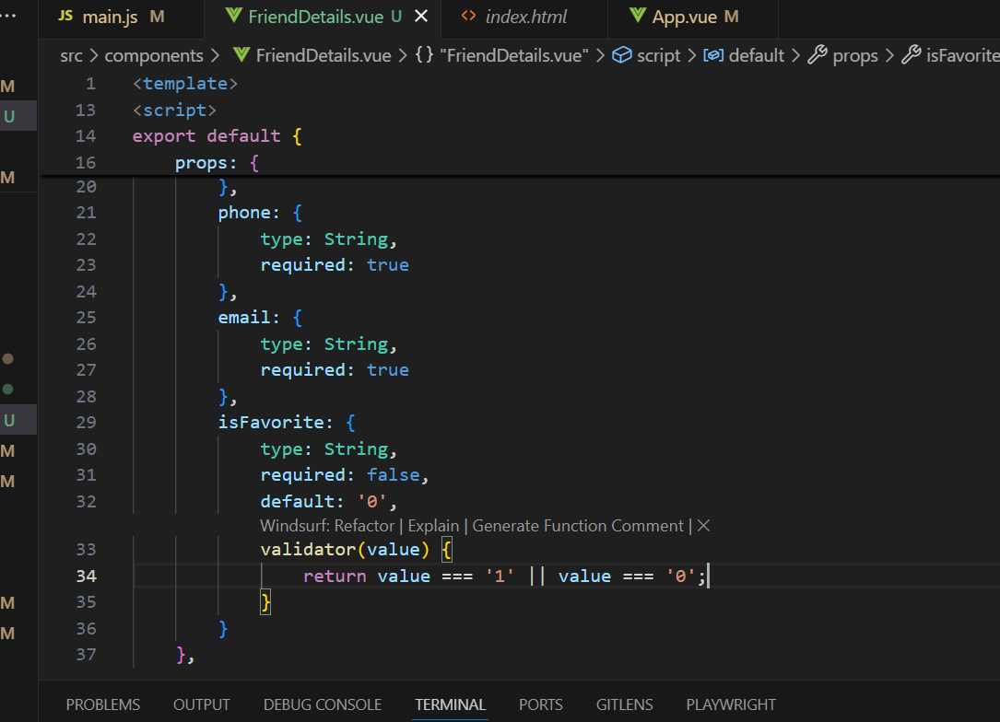 ··· JS main.js M FriendDetails.vue U × <> index.html App.vue M
src > components > FriendDetails.vue > {} "FriendDetails.vue" > script > default > props > isFavorite
M
1 <template>
U
13 <script>
14 export default {
16 props: {
M
20 },
21 phone: {
22 type: String,
23 required: true
24 },
25 email: {
26 type: String,
27 required: true
28 },
U
29 isFavorite: {
M
30 type: String,
31 required: false,
M
32 default: '0',
Windsurf: Refactor | Explain | Generate Function Comment | ×
33 validator(value) {
34 return value === '1' || value === '0';
M
35 }
M
36 }
37 },
PROBLEMS OUTPUT DEBUG CONSOLE TERMINAL PORTS GITLENS PLAYWRIGHT